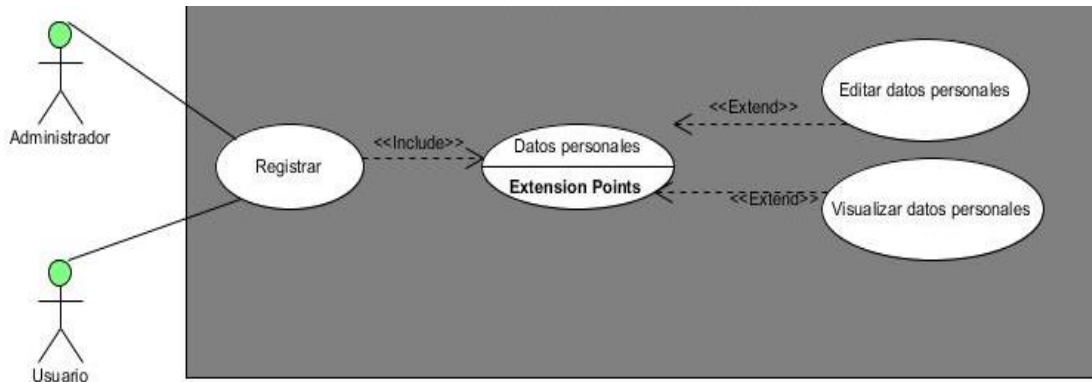 Administrador
Usuario
Registrar
<<Include>>
Datos personales
Extension Points
<<Extend>>
Editar datos personales
<<Extend>>
Visualizar datos personales